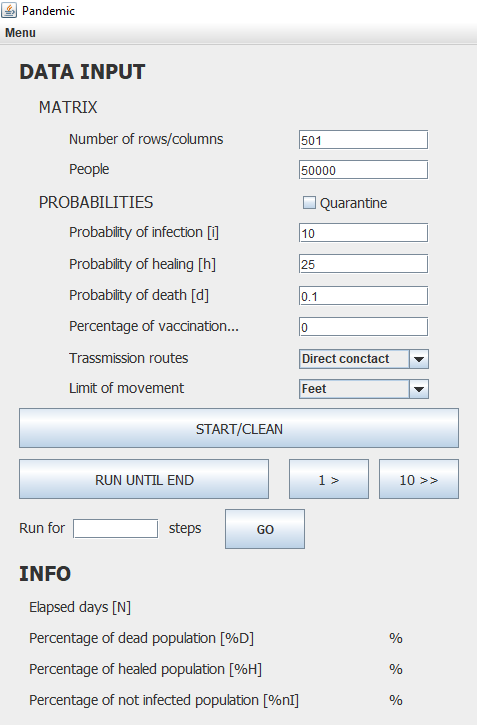 Pandemic
Menu
DATA INPUT
MATRIX
Number of rows/columns 501
People 50000
PROBABILITIES Quarantine
Probability of infection [i] 10
Probability of healing [h] 25
Probability of death [d] 0.1
Percentage of vaccination... 0
Trassmission routes Direct conctact
Limit of movement Feet
START/CLEAN
RUN UNTIL END 1 > 10 >>
Run for steps GO
INFO
Elapsed days [N]
Percentage of dead population [%D] %
Percentage of healed population [%H] %
Percentage of not infected population [%nI] %